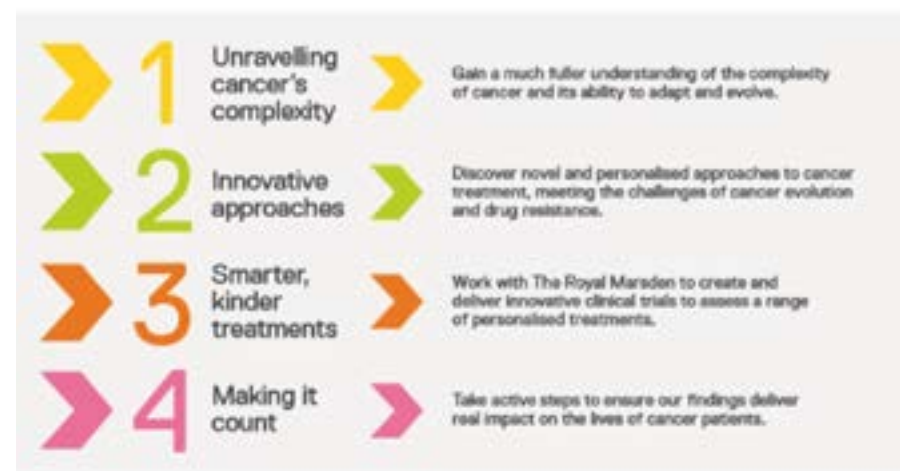 1
Unravelling
cancer's
complexity
Gain a much fuller understanding of the complexity
of cancer and its ability to adapt and evolve.
2
Innovative
approaches
Discover novel and personalised approaches to cancer
treatment, meeting the challenges of cancer evolution
and drug resistance.
3
Smarter,
kinder
treatments
Work with The Royal Marsden to create and
deliver innovative clinical trials to assess a range
of personalised treatments.
4
Making it
count
Take active steps to ensure our findings deliver
real impact on the lives of cancer patients.